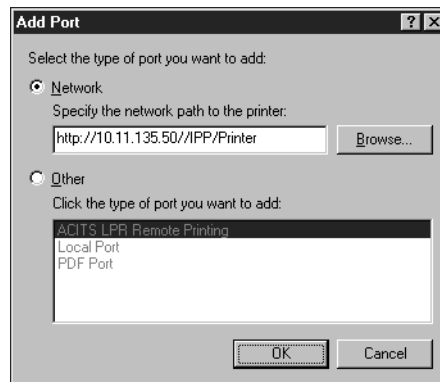 Add Port
? ×
Select the type of port you want to add:
Network
Specify the network path to the printer:
http://10.11.135.50//IPP/Printer
Browse...
Other
Click the type of port you want to add:
ACITS LPR Remote Printing
Local Port
PDF Port
OK
Cancel